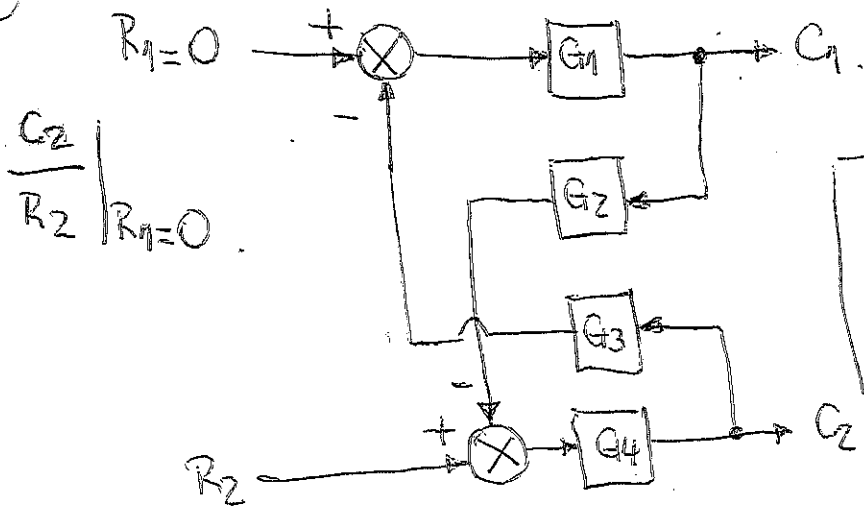 R1=0
+
G1
C1
-
C2
R2 | R1=0
G2
G3
-
+
G4
C2
R2